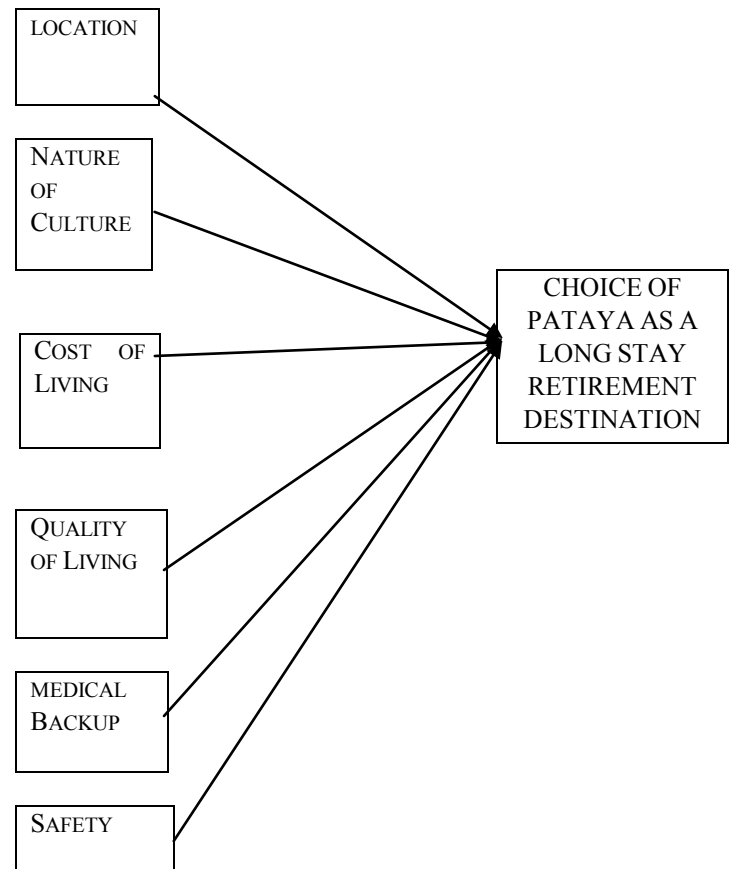 LOCATION
NATURE
OF
CULTURE
COST OF
LIVING
QUALITY
OF LIVING
MEDICAL
BACKUP
SAFETY
CHOICE OF
PATAYA AS A
LONG STAY
RETIREMENT
DESTINATION